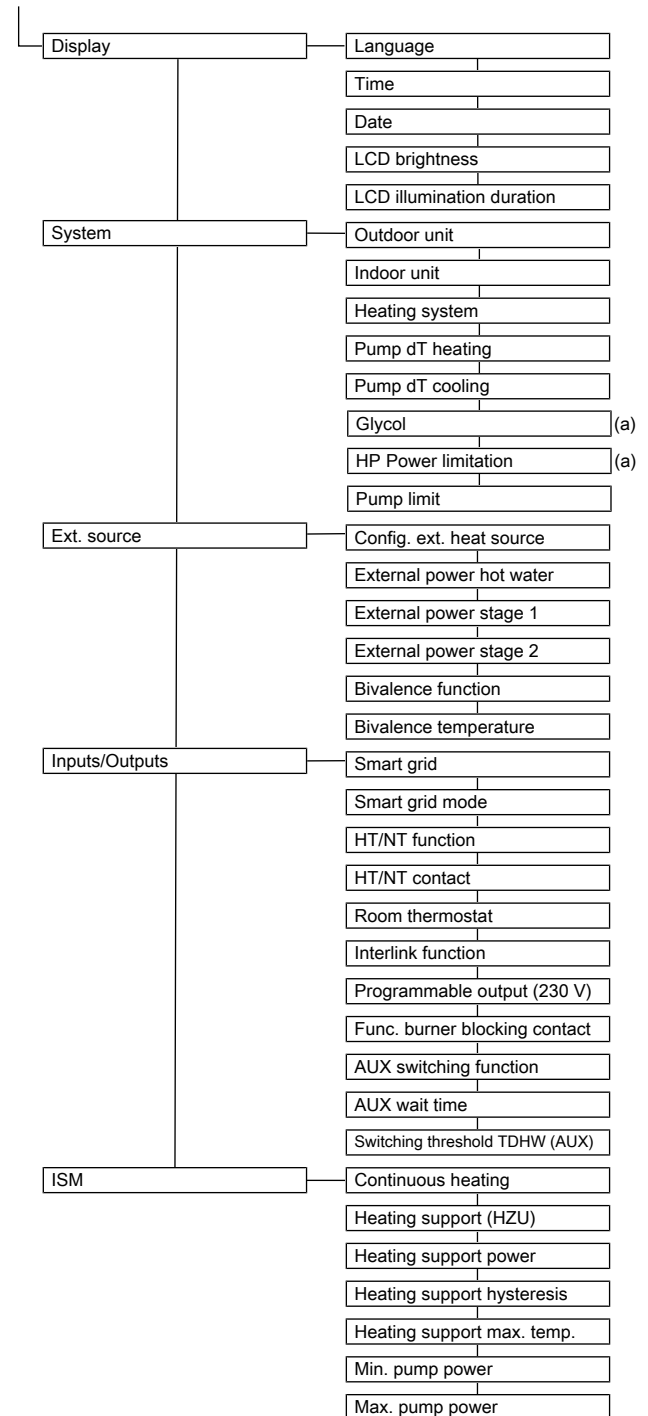 Display
Language
Time
Date
LCD brightness
LCD illumination duration
System
Outdoor unit
Indoor unit
Heating system
Pump dT heating
Pump dT cooling
Glycol (a)
HP Power limitation (a)
Pump limit
Ext. source
Config. ext. heat source
External power hot water
External power stage 1
External power stage 2
Bivalence function
Bivalence temperature
Inputs/Outputs
Smart grid
Smart grid mode
HT/NT function
HT/NT contact
Room thermostat
Interlink function
Programmable output (230 V)
Func. burner blocking contact
AUX switching function
AUX wait time
Switching threshold TDHW (AUX)
ISM
Continuous heating
Heating support (HZU)
Heating support power
Heating support hysteresis
Heating support max. temp.
Min. pump power
Max. pump power